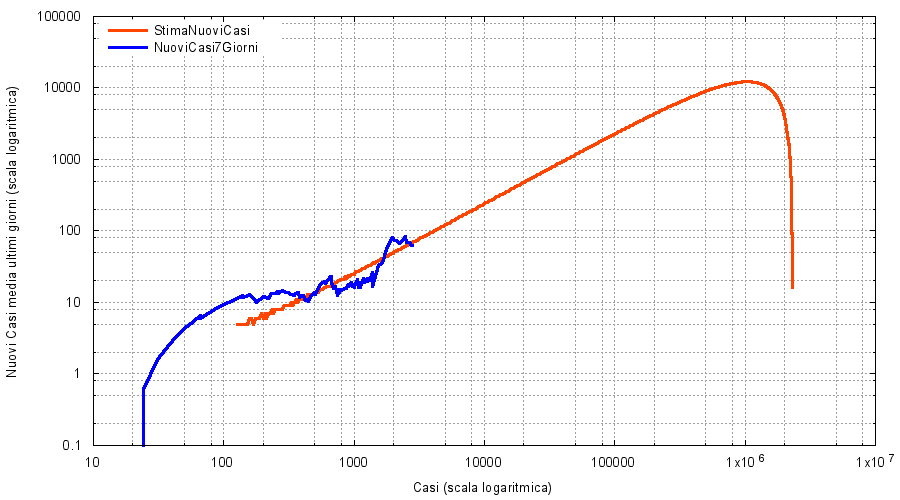 100000
10000
1000
100
10
1
0.1
Nuovi Casi media ultimi giorni (scala logaritmica)
StimaNuoviCasi
NuoviCasi7Giorni
10 100 1000 10000 100000 1x10^6 1x10^7
Casi (scala logaritmica)